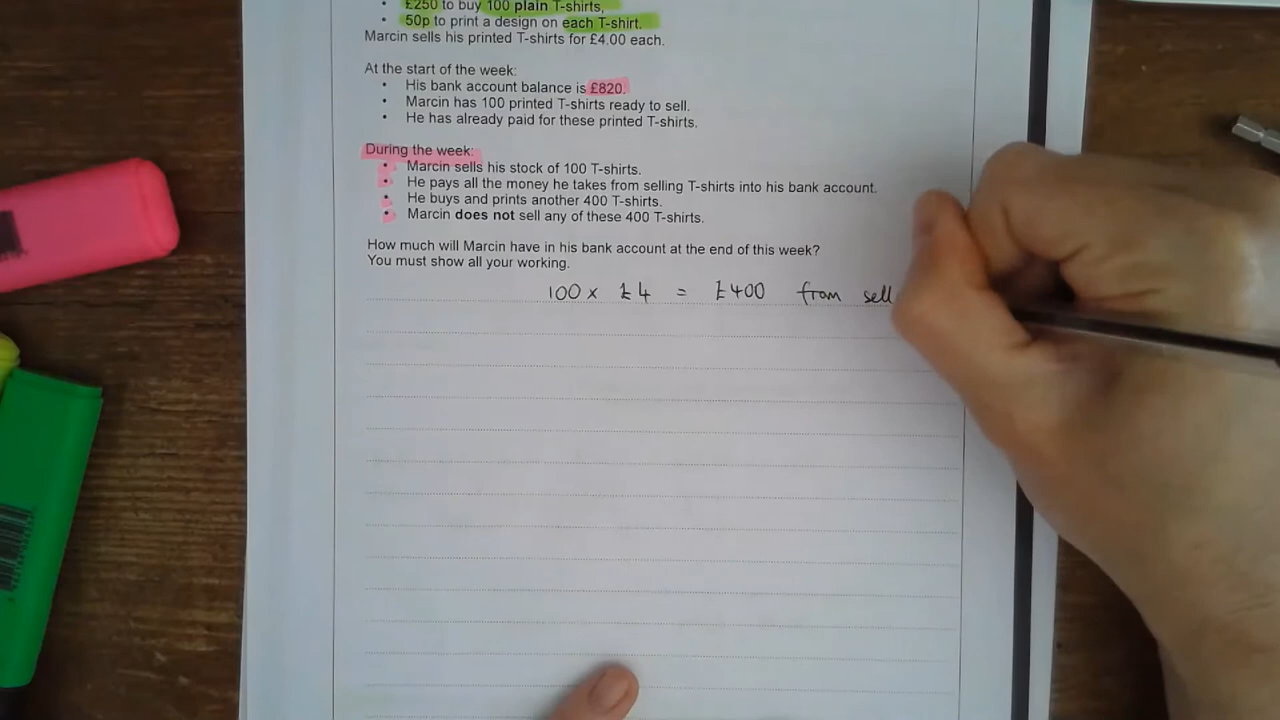 • £250 to buy 100 plain T-shirts,
• 50p to print a design on each T-shirt.
Marcin sells his printed T-shirts for £4.00 each.
At the start of the week:
• His bank account balance is £820.
• Marcin has 100 printed T-shirts ready to sell.
• He has already paid for these printed T-shirts.
During the week:
• Marcin sells his stock of 100 T-shirts.
• He pays all the money he takes from selling T-shirts into his bank account.
• He buys and prints another 400 T-shirts.
• Marcin does not sell any of these 400 T-shirts.
How much will Marcin have in his bank account at the end of this week?
You must show all your working.
100 x £4 = £400 from sell